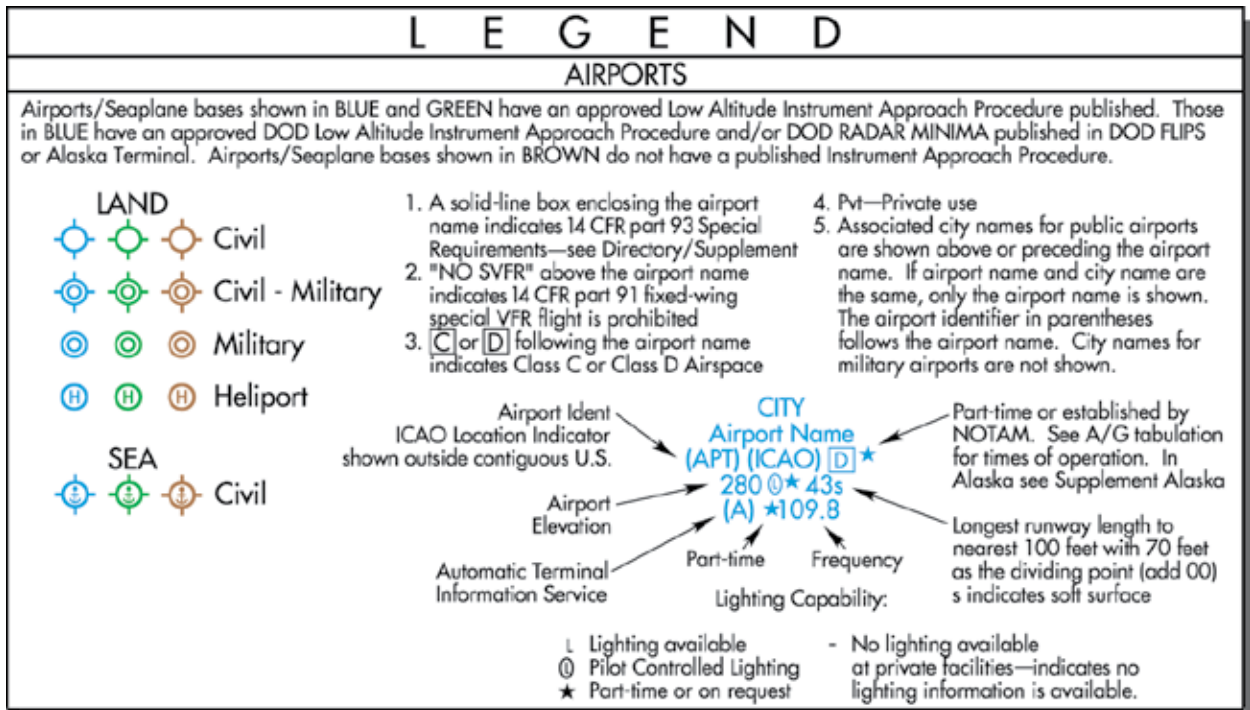 LEGEND
AIRPORTS
Airports/Seaplane bases shown in BLUE and GREEN have an approved Low Altitude Instrument Approach Procedure published. Those
in BLUE have an approved DOD Low Altitude Instrument Approach Procedure and/or DOD RADAR MINIMA published in DOD FLIPS
or Alaska Terminal. Airports/Seaplane bases shown in BROWN do not have a published Instrument Approach Procedure.
LAND
Civil
Civil - Military
Military
H H H Heliport
SEA
Civil
1. A solid-line box enclosing the airport
name indicates 14 CFR part 93 Special
Requirements—see Directory/Supplement
2. "NO SVFR" above the airport name
indicates 14 CFR part 91 fixed-wing
special VFR flight is prohibited
3. C or D following the airport name
indicates Class C or Class D Airspace
4. Pvt—Private use
5. Associated city names for public airports
are shown above or preceding the airport
name. If airport name and city name are
the same, only the airport name is shown.
The airport identifier in parentheses
follows the airport name. City names for
military airports are not shown.
Airport Ident
ICAO Location Indicator
shown outside contiguous U.S.
Airport
Elevation
Automatic Terminal
Information Service
CITY
Airport Name
(APT) (ICAO) D ★
280 Ⓛ★ 43s
(A) ★109.8
Part-time
Frequency
Part-time or established by
NOTAM. See A/G tabulation
for times of operation. In
Alaska see Supplement Alaska
Longest runway length to
nearest 100 feet with 70 feet
as the dividing point (add 00)
s indicates soft surface
Lighting Capability:
L Lighting available
Ⓛ Pilot Controlled Lighting
★ Part-time or on request
- No lighting available
at private facilities—indicates no
lighting information is available.